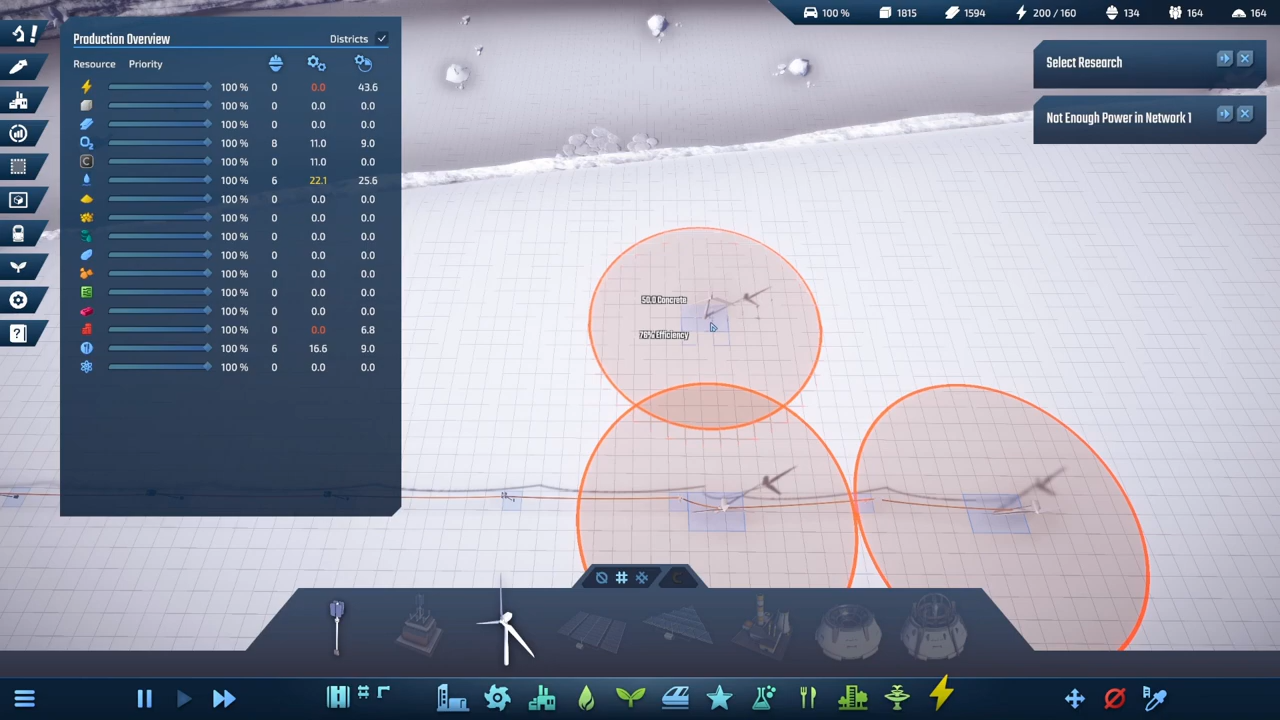 100 % 1815 1594 200 / 160 134 164 164
Production Overview Districts
Resource Priority
100 % 0 0.0 43.6
100 % 0 0.0 0.0
100 % 0 0.0 0.0
O2 100 % 8 11.0 9.0
C 100 % 0 11.0 0.0
100 % 6 22.1 25.6
100 % 0 0.0 0.0
100 % 0 0.0 0.0
100 % 0 0.0 0.0
100 % 0 0.0 0.0
100 % 0 0.0 0.0
100 % 0 0.0 0.0
100 % 0 0.0 0.0
100 % 0 0.0 6.8
100 % 6 16.6 9.0
100 % 0 0.0 0.0
Select Research
Not Enough Power in Network 1
50.0 Concrete
78% Efficiency
C